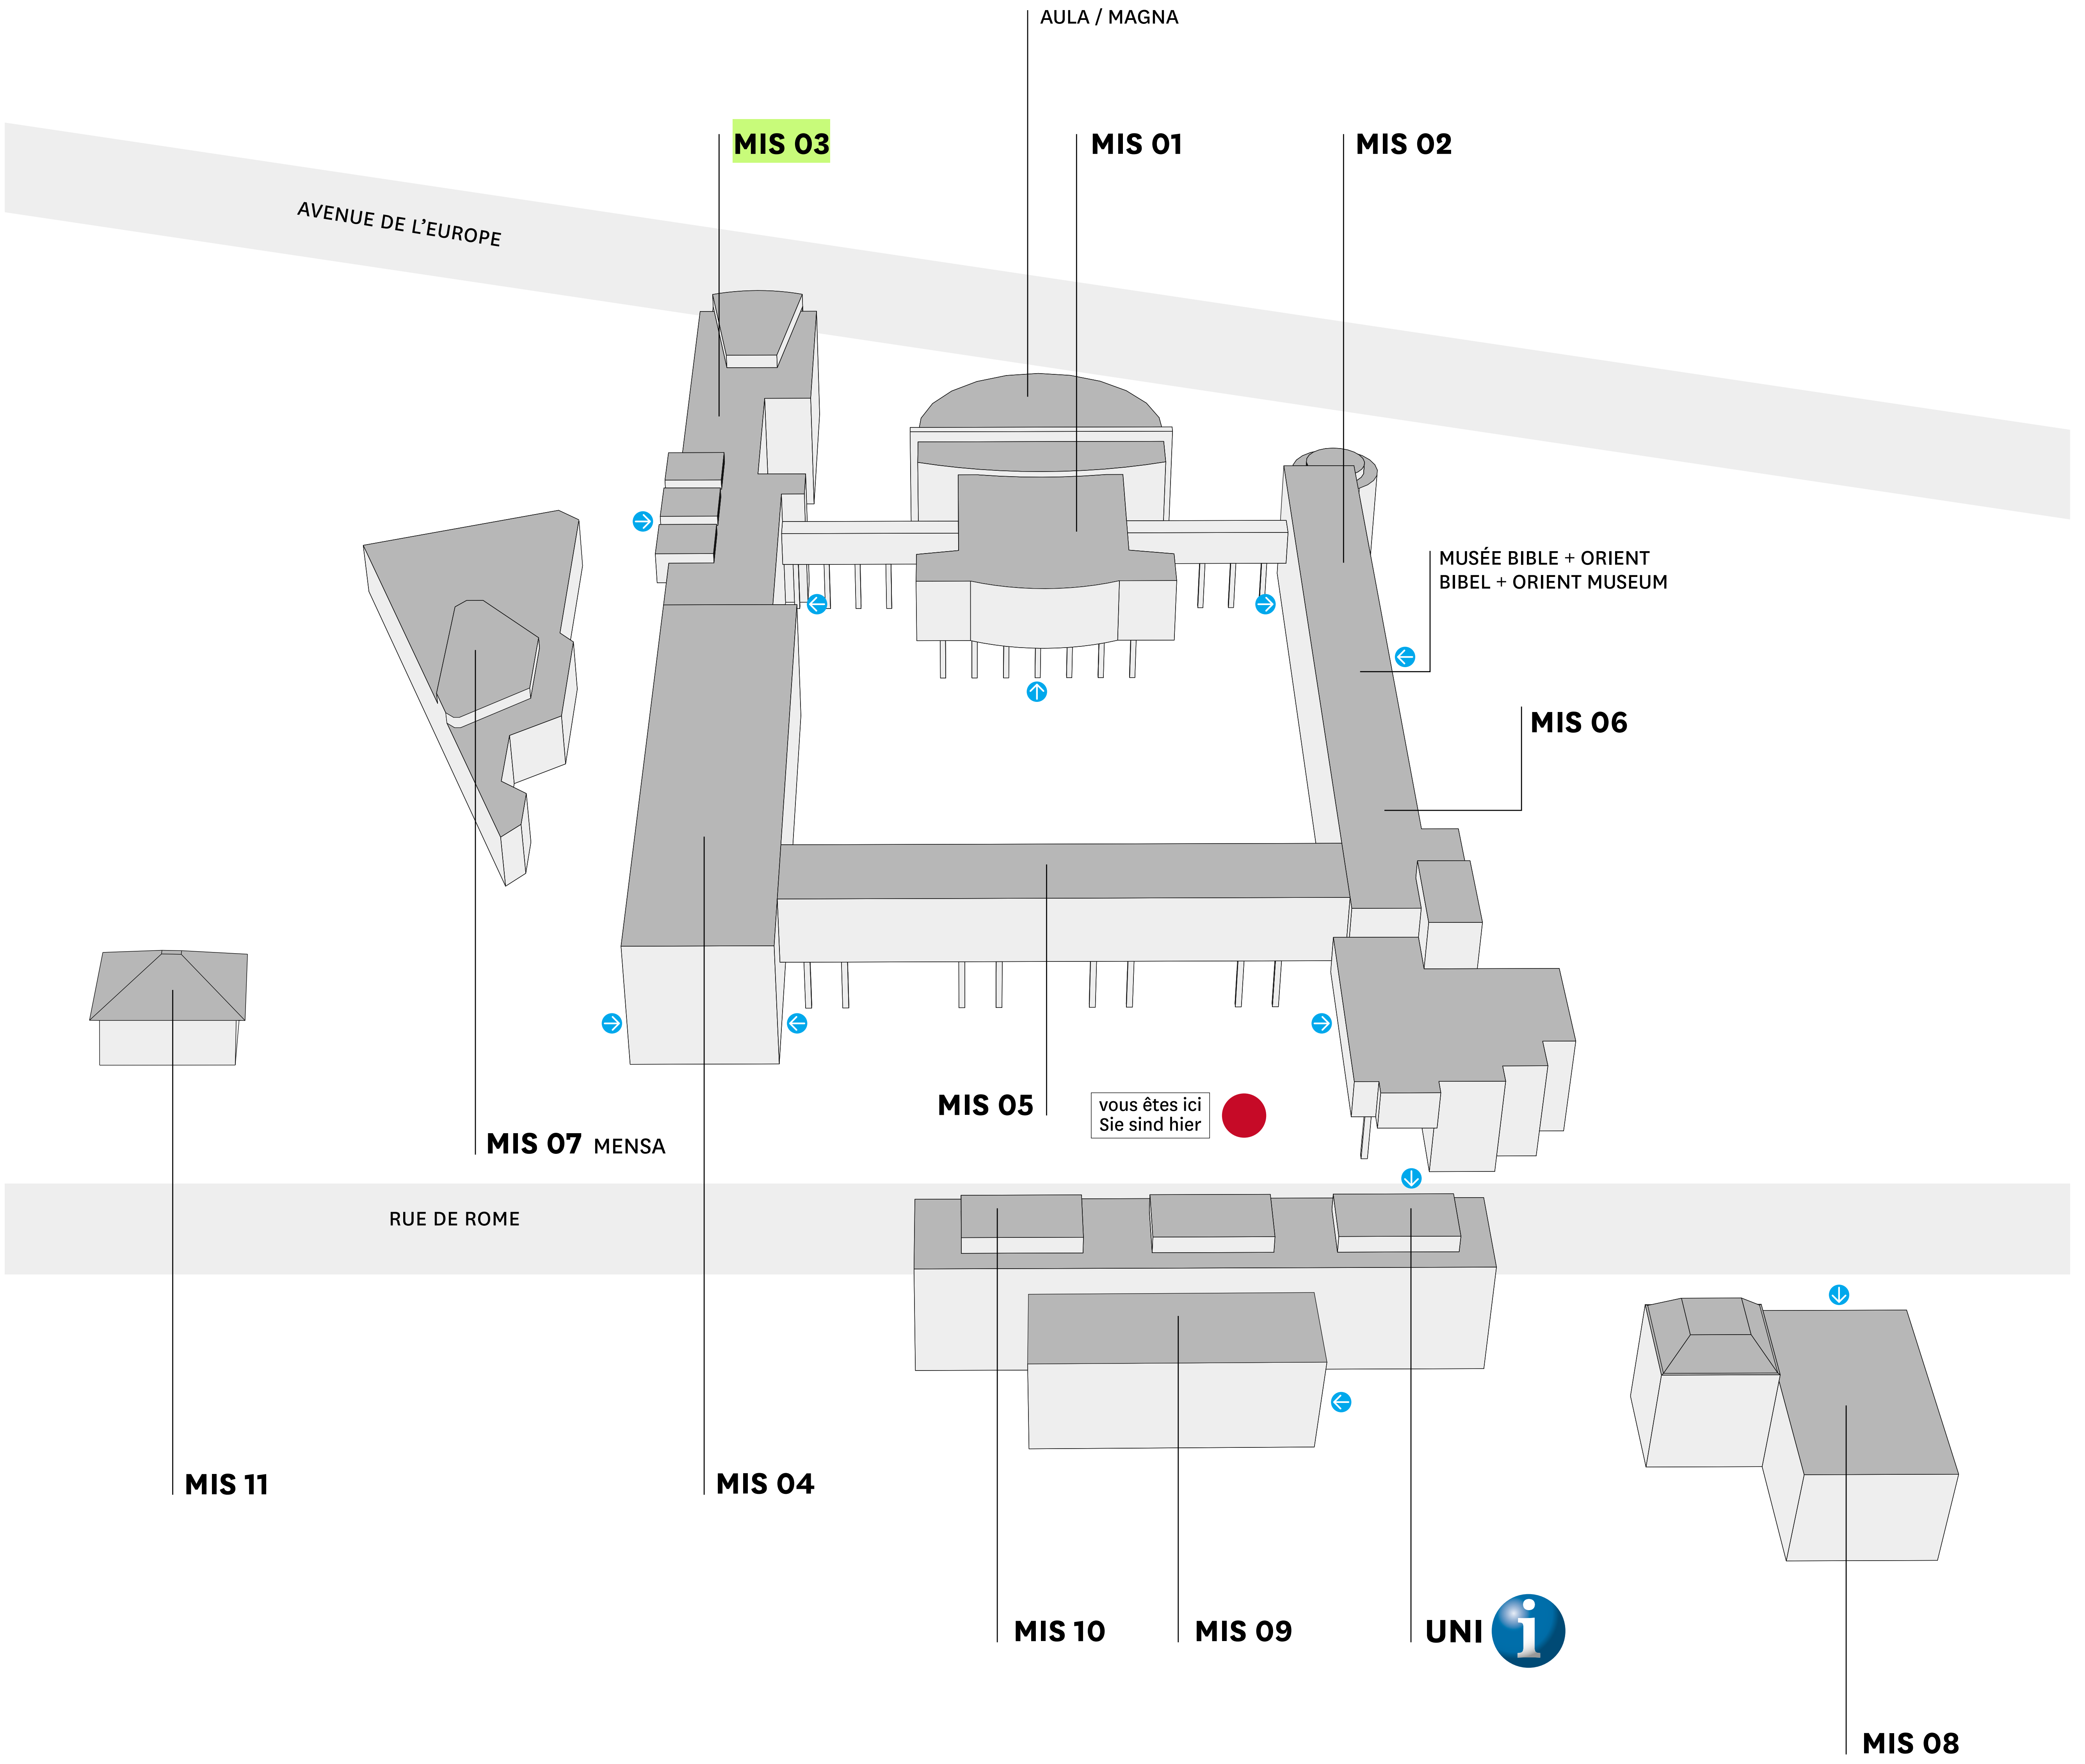 AULA / MAGNA
MIS 03
MIS 01
MIS 02
AVENUE DE L’EUROPE
MUSÉE BIBLE + ORIENT
BIBEL + ORIENT MUSEUM
MIS 06
MIS 05
vous êtes ici
Sie sind hier
MIS 07 MENSA
RUE DE ROME
MIS 11
MIS 04
MIS 10
MIS 09
UNI i
MIS 08